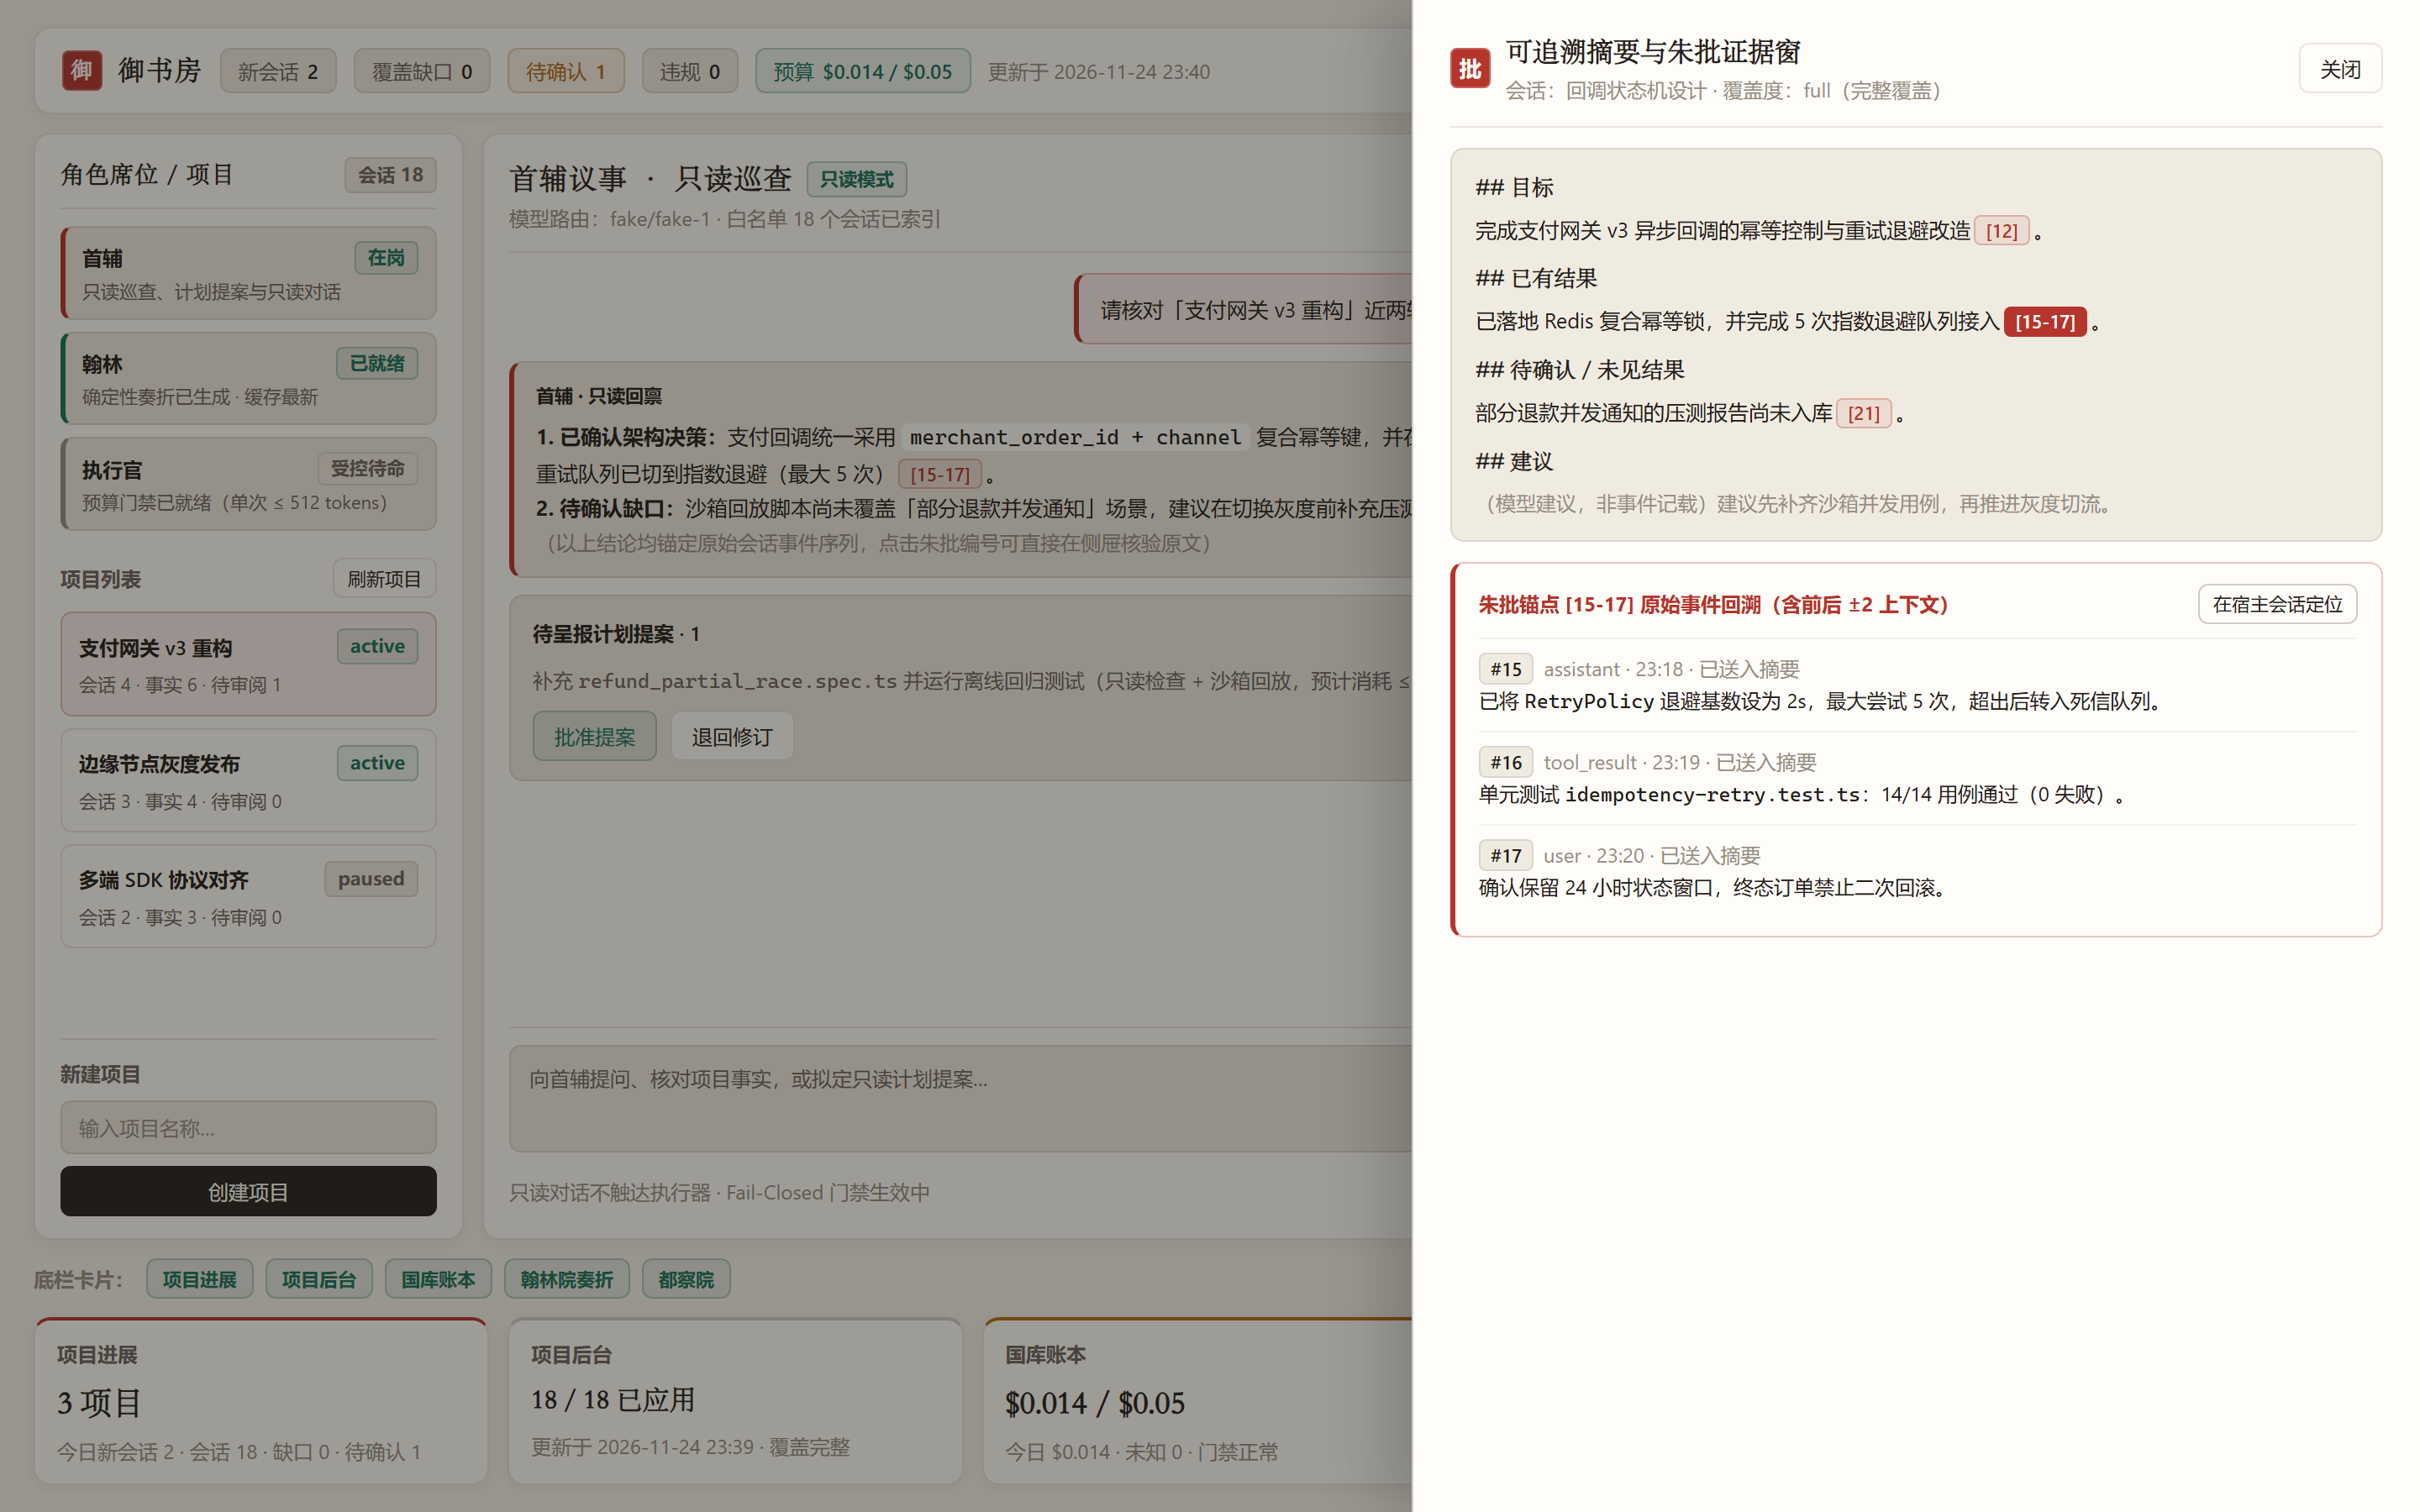 御 御书房 新会话 2 覆盖缺口 0 待确认 1 违规 0 预算 $0.014 / $0.05 更新于 2026-11-24 23:40
角色席位 / 项目 会话 18
首辅 在岗
只读巡查、计划提案与只读对话
翰林 已就绪
确定性奏折已生成 · 缓存最新
执行官 受控待命
预算门禁已就绪（单次 ≤ 512 tokens）
项目列表 刷新项目
支付网关 v3 重构 active
会话 4 · 事实 6 · 待审阅 1
边缘节点灰度发布 active
会话 3 · 事实 4 · 待审阅 0
多端 SDK 协议对齐 paused
会话 2 · 事实 3 · 待审阅 0
新建项目
输入项目名称...
创建项目
首辅议事 · 只读巡查 只读模式
模型路由：fake/fake-1 · 白名单 18 个会话已索引
请核对「支付网关 v3 重构」近两
首辅 · 只读回禀
1. 已确认架构决策：支付回调统一采用 merchant_order_id + channel 复合幂等键，并
重试队列已切到指数退避（最大 5 次） [15-17] 。
2. 待确认缺口：沙箱回放脚本尚未覆盖「部分退款并发通知」场景，建议在切换灰度前补充压
（以上结论均锚定原始会话事件序列，点击朱批编号可直接在侧屉核验原文）
待呈报计划提案 · 1
补充 refund_partial_race.spec.ts 并运行离线回归测试（只读检查 + 沙箱回放，预计消耗 ≤
批准提案 退回修订
向首辅提问、核对项目事实，或拟定只读计划提案...
只读对话不触达执行器 · Fail-Closed 门禁生效中
底栏卡片： 项目进展 项目后台 国库账本 翰林院奏折 都察院
项目进展
3 项目
今日新会话 2 · 会话 18 · 缺口 0 · 待确认 1
项目后台
18 / 18 已应用
更新于 2026-11-24 23:39 · 覆盖完整
国库账本
$0.014 / $0.05
今日 $0.014 · 未知 0 · 门禁正常
批 可追溯摘要与朱批证据窗 关闭
会话：回调状态机设计 · 覆盖度：full（完整覆盖）
## 目标
完成支付网关 v3 异步回调的幂等控制与重试退避改造 [12] 。
## 已有结果
已落地 Redis 复合幂等锁，并完成 5 次指数退避队列接入 [15-17] 。
## 待确认 / 未见结果
部分退款并发通知的压测报告尚未入库 [21] 。
## 建议
（模型建议，非事件记载）建议先补齐沙箱并发用例，再推进灰度切流。
朱批锚点 [15-17] 原始事件回溯（含前后 ±2 上下文） 在宿主会话定位
#15 assistant · 23:18 · 已送入摘要
已将 RetryPolicy 退避基数设为 2s，最大尝试 5 次，超出后转入死信队列。
#16 tool_result · 23:19 · 已送入摘要
单元测试 idempotency-retry.test.ts：14/14 用例通过（0 失败）。
#17 user · 23:20 · 已送入摘要
确认保留 24 小时状态窗口，终态订单禁止二次回滚。